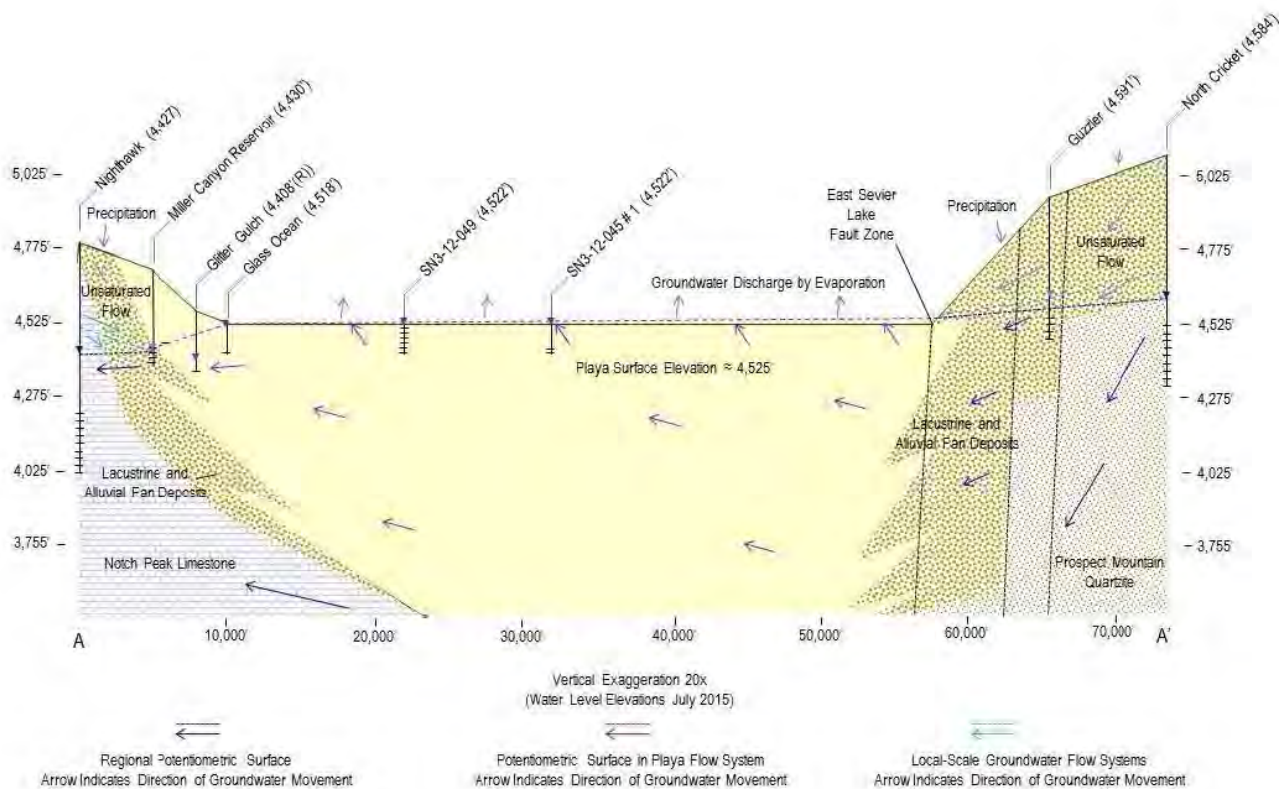 Nighthawk (4,427)
Miller Canyon Reservoir (4,430')
Glitter Gulch (4,408'(R))
Glass Ocean (4,518')
SN3-12-049 (4,522')
SN3-12-045 # 1 (4,522')
Guzzler (4,591')
North Cricket (4,584')
5,025'
4,775'
4,525'
4,275'
4,025'
3,755'
5,025'
4,775'
4,525'
4,275'
4,025'
3,755'
Precipitation
Unsaturated
Flow
East Sevier
Lake
Fault Zone
Precipitation
Unsaturated
Flow
Groundwater Discharge by Evaporation
Playa Surface Elevation ≈ 4,525'
Lacustrine and
Alluvial Fan Deposits
Lacustrine and
Alluvial Fan Deposits
Notch Peak Limestone
Prospect Mountain
Quartzite
A
10,000'
20,000'
30,000'
40,000'
50,000'
60,000'
70,000'
A'
Vertical Exaggeration 20x
(Water Level Elevations July 2015)
Regional Potentiometric Surface
Arrow Indicates Direction of Groundwater Movement
Potentiometric Surface in Playa Flow System
Arrow Indicates Direction of Groundwater Movement
Local-Scale Groundwater Flow Systems
Arrow Indicates Direction of Groundwater Movement